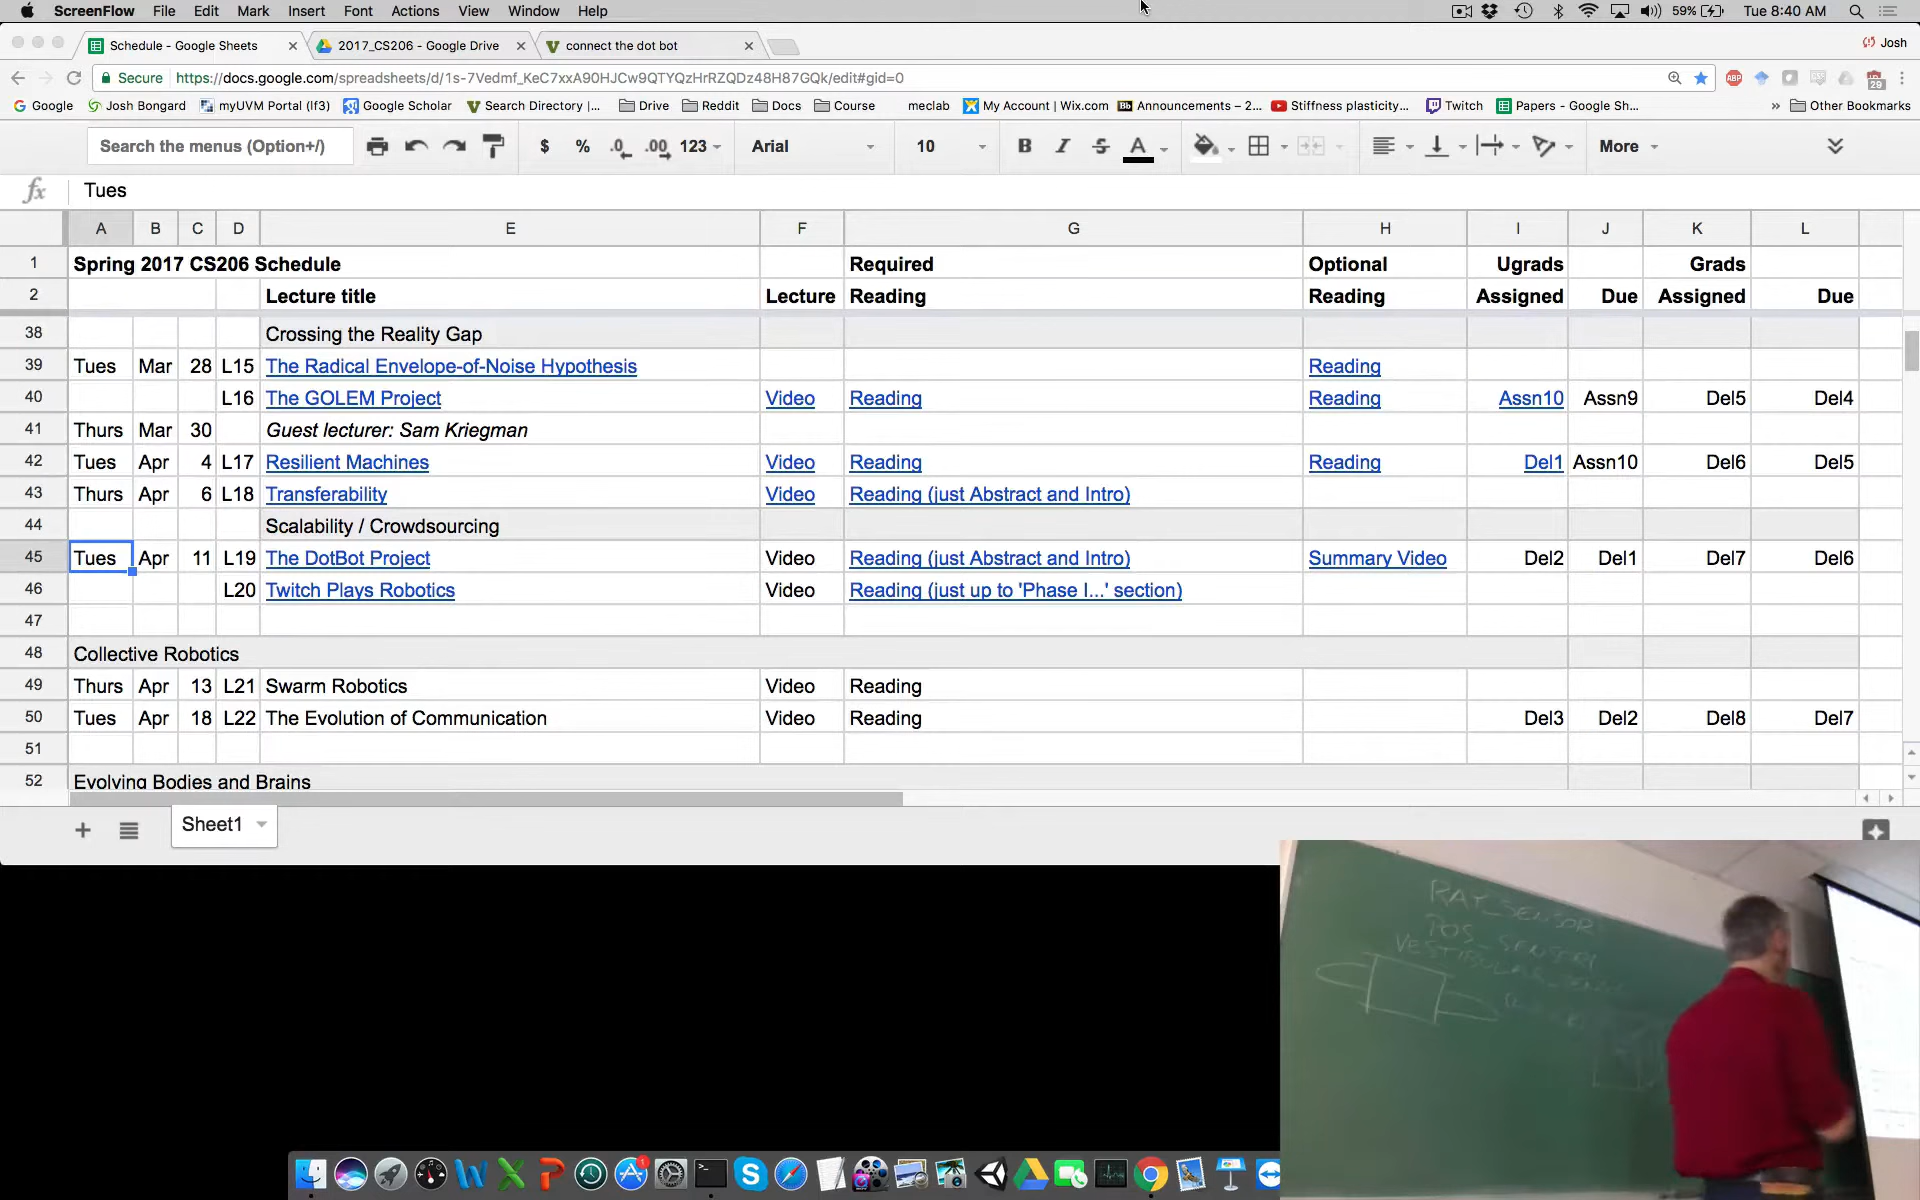 ScreenFlow File Edit Mark Insert Font Actions View Window Help 59% Tue 8:40 AM
Schedule - Google Sheets 2017_CS206 - Google Drive connect the dot bot Josh
Secure https://docs.google.com/spreadsheets/d/1s-7Vedmf_KeC7xxA90HJCw9QTYQzHrRZQDz48H87GQk/edit#gid=0
Google Josh Bongard myUVM Portal (lf3) Google Scholar Search Directory |... Drive Reddit Docs Course meclab My Account | Wix.com Announcements – 2... Stiffness plasticity... Twitch Papers - Google Sh... » Other Bookmarks
Search the menus (Option+/) $ % .0 .00 123 Arial 10 B I S A More
fx Tues
A B C D E F G H I J K L
1 Spring 2017 CS206 Schedule Required Optional Ugrads Grads
2 Lecture title Lecture Reading Reading Assigned Due Assigned Due
38 Crossing the Reality Gap
39 Tues Mar 28 L15 The Radical Envelope-of-Noise Hypothesis Reading
40 L16 The GOLEM Project Video Reading Reading Assn10 Assn9 Del5 Del4
41 Thurs Mar 30 Guest lecturer: Sam Kriegman
42 Tues Apr 4 L17 Resilient Machines Video Reading Reading Del1 Assn10 Del6 Del5
43 Thurs Apr 6 L18 Transferability Video Reading (just Abstract and Intro)
44 Scalability / Crowdsourcing
45 Tues Apr 11 L19 The DotBot Project Video Reading (just Abstract and Intro) Summary Video Del2 Del1 Del7 Del6
46 L20 Twitch Plays Robotics Video Reading (just up to 'Phase I...' section)
47
48 Collective Robotics
49 Thurs Apr 13 L21 Swarm Robotics Video Reading
50 Tues Apr 18 L22 The Evolution of Communication Video Reading Del3 Del2 Del8 Del7
51
52 Evolving Bodies and Brains
Sheet1
RAY_SENSOR